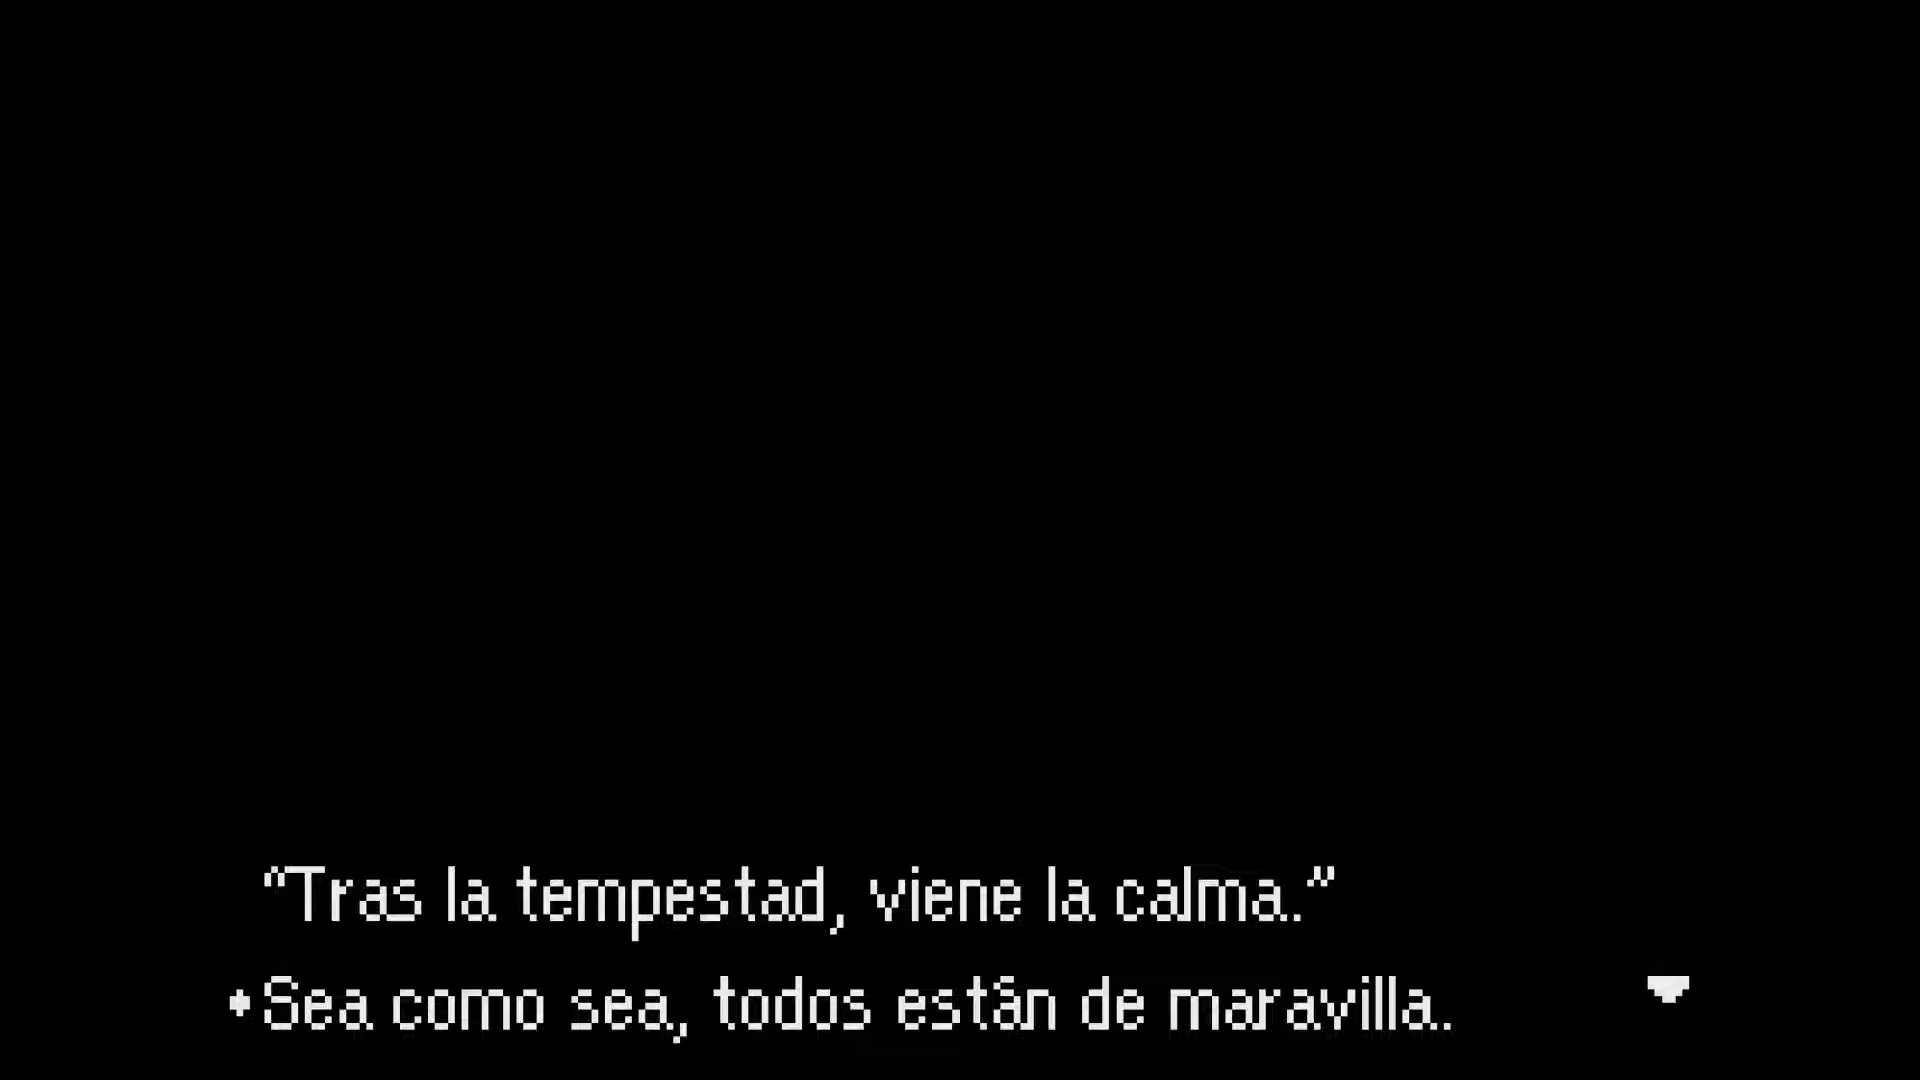 “Tras la tempestad, viene la calma.”
•Sea como sea, todos están de maravilla.